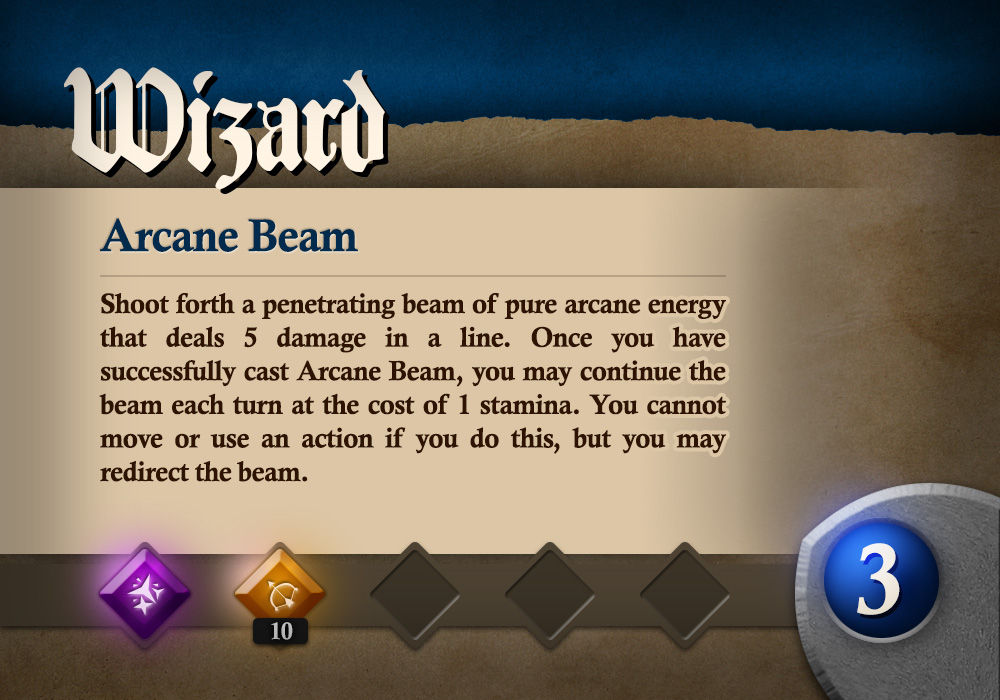 Wizard
Arcane Beam
Shoot forth a penetrating beam of pure arcane energy
that deals 5 damage in a line. Once you have
successfully cast Arcane Beam, you may continue the
beam each turn at the cost of 1 stamina. You cannot
move or use an action if you do this, but you may
redirect the beam.
10
3